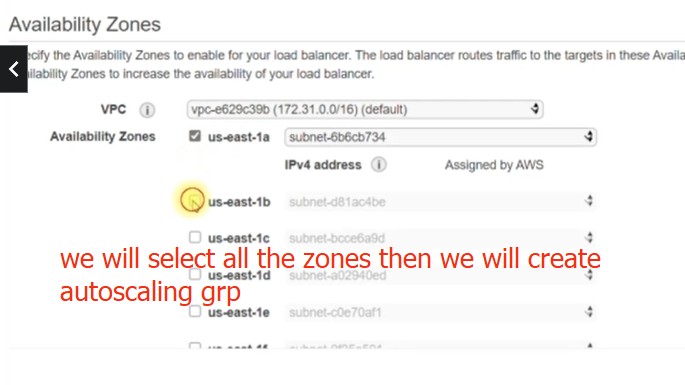 Availability Zones
ecify the Availability Zones to enable for your load balancer. The load balancer routes traffic to the targets in these Availa
ailability Zones to increase the availability of your load balancer.
VPC i vpc-e629c39b (172.31.0.0/16) (default)
Availability Zones us-east-1a subnet-6b6cb734
IPv4 address i Assigned by AWS
us-east-1b subnet-d81ac4be
us-east-1c subnet-bcce6a9d
we will select all the zones then we will create
us-east-1d subnet-a02940ed
autoscaling grp
us-east-1e subnet-c0e70af1